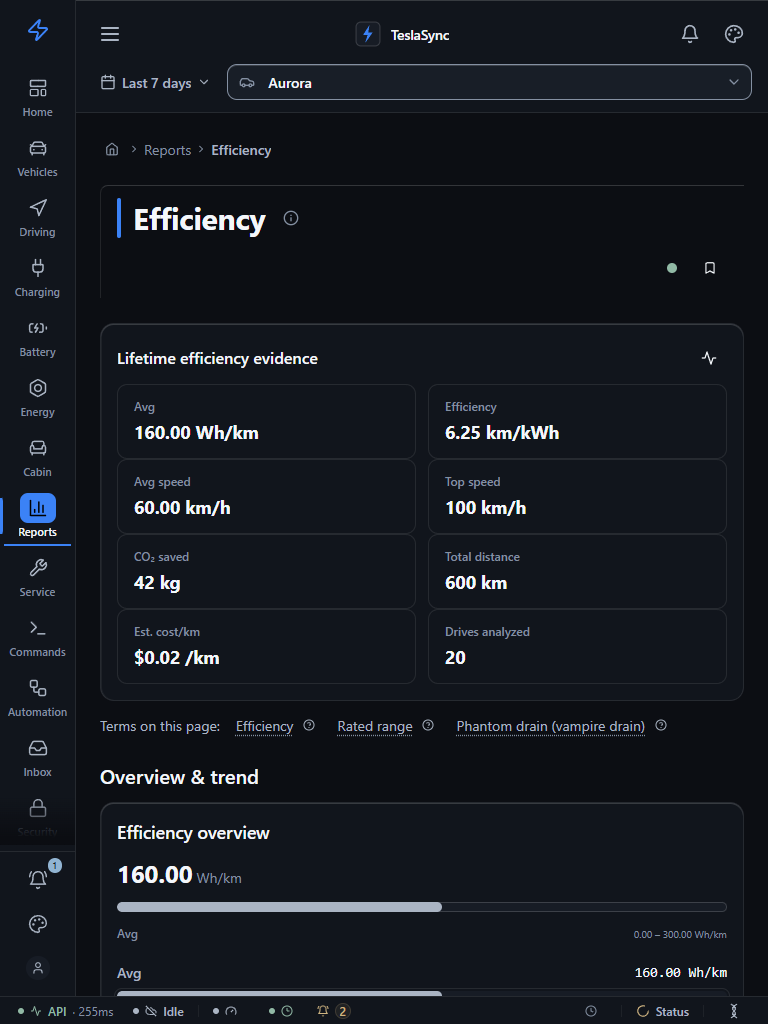 TeslaSync
Last 7 days
Aurora
Home
Vehicles
Driving
Charging
Battery
Energy
Cabin
Reports
Service
Commands
Automation
Inbox
Security
1
Reports
Efficiency
Efficiency
Lifetime efficiency evidence
Avg
160.00 Wh/km
Efficiency
6.25 km/kWh
Avg speed
60.00 km/h
Top speed
100 km/h
CO₂ saved
42 kg
Total distance
600 km
Est. cost/km
$0.02 /km
Drives analyzed
20
Terms on this page: Efficiency Rated range Phantom drain (vampire drain)
Overview & trend
Efficiency overview
160.00 Wh/km
Avg 0.00 – 300.00 Wh/km
Avg 160.00 Wh/km
API · 255ms Idle 2 Status